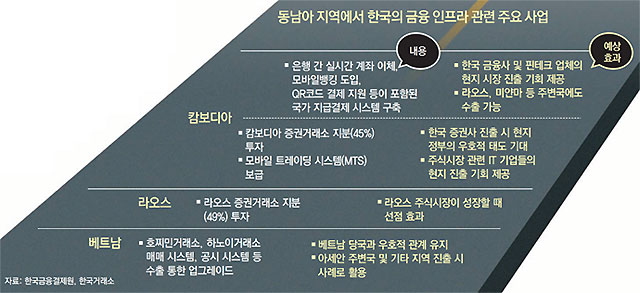 동남아 지역에서 한국의 금융 인프라 관련 주요 사업
내용
예상
효과
캄보디아
▪ 은행 간 실시간 계좌 이체,
모바일뱅킹 도입,
QR코드 결제 지원 등이 포함된
국가 지급결제 시스템 구축
▪ 한국 금융사 및 핀테크 업체의
현지 시장 진출 기회 제공
▪ 라오스, 미얀마 등 주변국에도
수출 가능
▪ 캄보디아 증권거래소 지분(45%)
투자
▪ 모바일 트레이딩 시스템(MTS)
보급
▪ 한국 증권사 진출 시 현지
정부의 우호적 태도 기대
▪ 주식시장 관련 IT 기업들의
현지 진출 기회 제공
라오스
▪ 라오스 증권거래소 지분
(49%) 투자
▪ 라오스 주식시장이 성장할 때
선점 효과
베트남
▪ 호찌민거래소, 하노이거래소
매매 시스템, 공시 시스템 등
수출 통한 업그레이드
▪ 베트남 당국과 우호적 관계 유지
▪ 아세안 주변국 및 기타 지역 진출 시
사례로 활용
자료: 한국금융결제원, 한국거래소